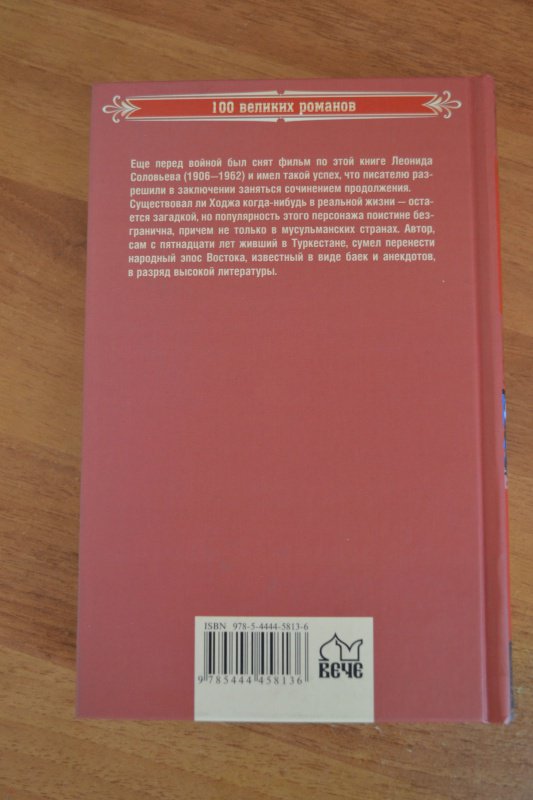 100 великих романов
Еще перед войной был снят фильм по этой книге Леонида
Соловьева (1906—1962) и имел такой успех, что писателю раз-
решили в заключении заняться сочинением продолжения.
Существовал ли Ходжа когда-нибудь в реальной жизни — оста-
ется загадкой, но популярность этого персонажа поистине без-
гранична, причем не только в мусульманских странах. Автор,
сам с пятнадцати лет живший в Туркестане, сумел перенести
народный эпос Востока, известный в виде баек и анекдотов,
в разряд высокой литературы.
ISBN 978-5-4444-5813-6
9 785444 458136
ВЕЧЕ